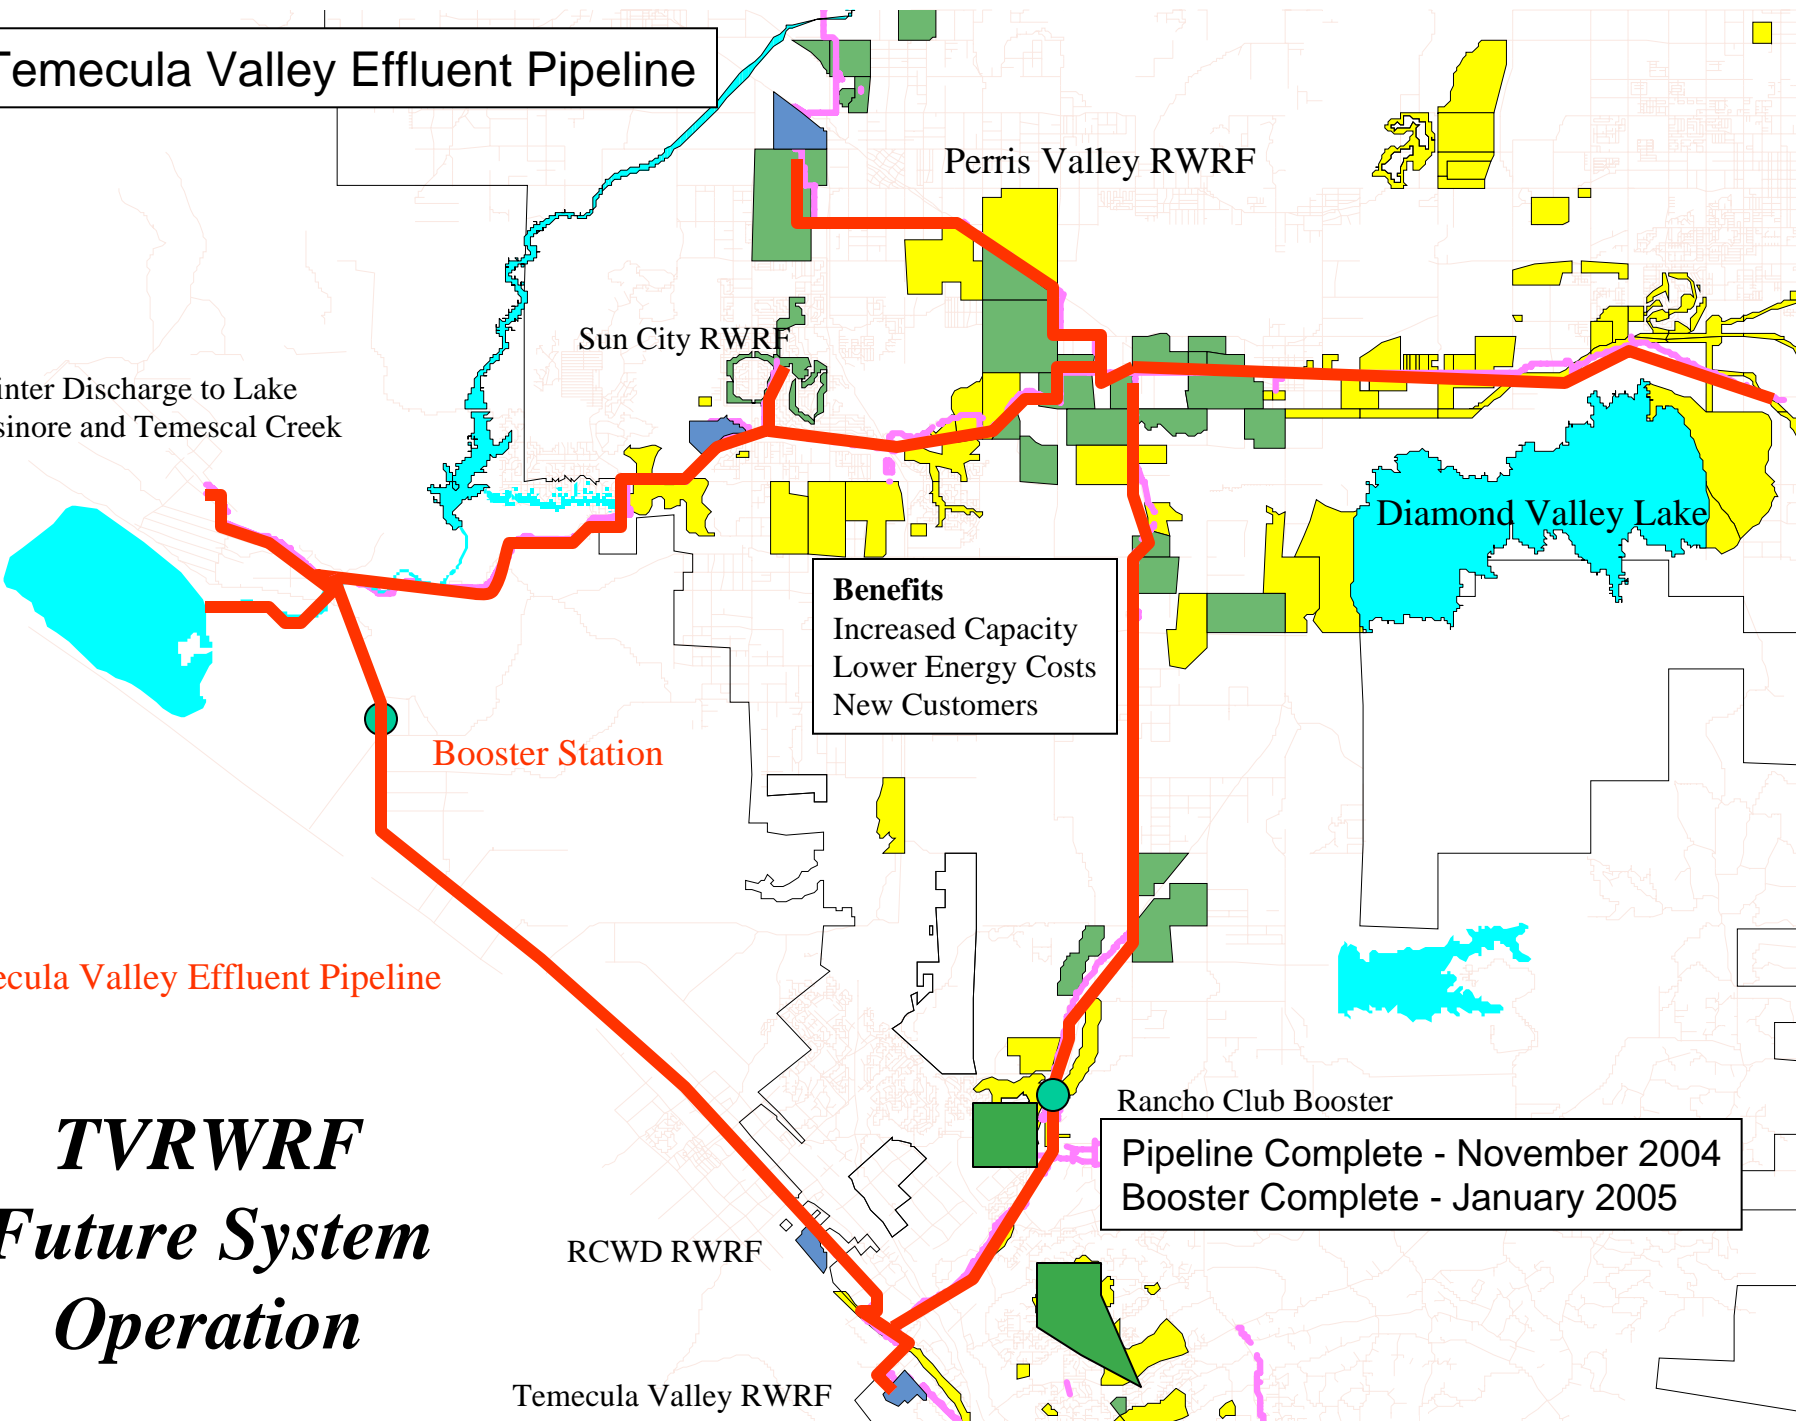 Temecula Valley Effluent Pipeline
Perris Valley RWRF
Sun City RWRF
inter Discharge to Lake
sinore and Temescal Creek
Diamond Valley Lake
Benefits
Increased Capacity
Lower Energy Costs
New Customers
Booster Station
ecula Valley Effluent Pipeline
Rancho Club Booster
Pipeline Complete - November 2004
Booster Complete - January 2005
TVRWRF
Future System
Operation
RCWD RWRF
Temecula Valley RWRF